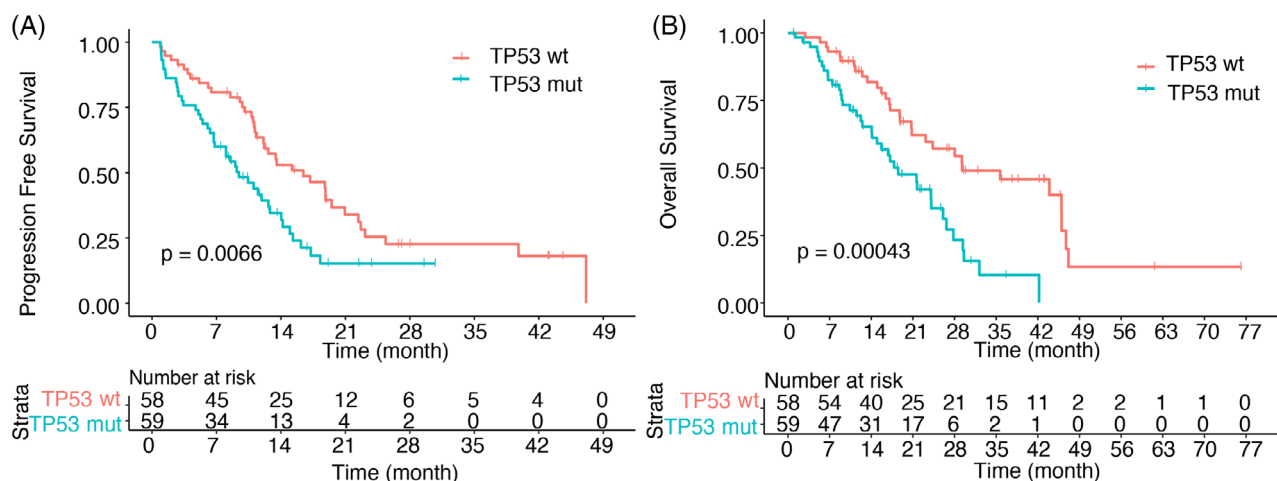 (A)
Progression Free Survival
1.00
0.75
0.50
0.25
0.00
TP53 wt
TP53 mut
p = 0.0066
0 7 14 21 28 35 42 49
Time (month)
Number at risk
Strata
TP53 wt 58 45 25 12 6 5 4 0
TP53 mut 59 34 13 4 2 0 0 0
0 7 14 21 28 35 42 49
Time (month)
(B)
Overall Survival
1.00
0.75
0.50
0.25
0.00
TP53 wt
TP53 mut
p = 0.00043
0 7 14 21 28 35 42 49 56 63 70 77
Time (month)
Number at risk
Strata
TP53 wt 58 54 40 25 21 15 11 2 2 1 1 0
TP53 mut 59 47 31 17 6 2 1 0 0 0 0 0
0 7 14 21 28 35 42 49 56 63 70 77
Time (month)